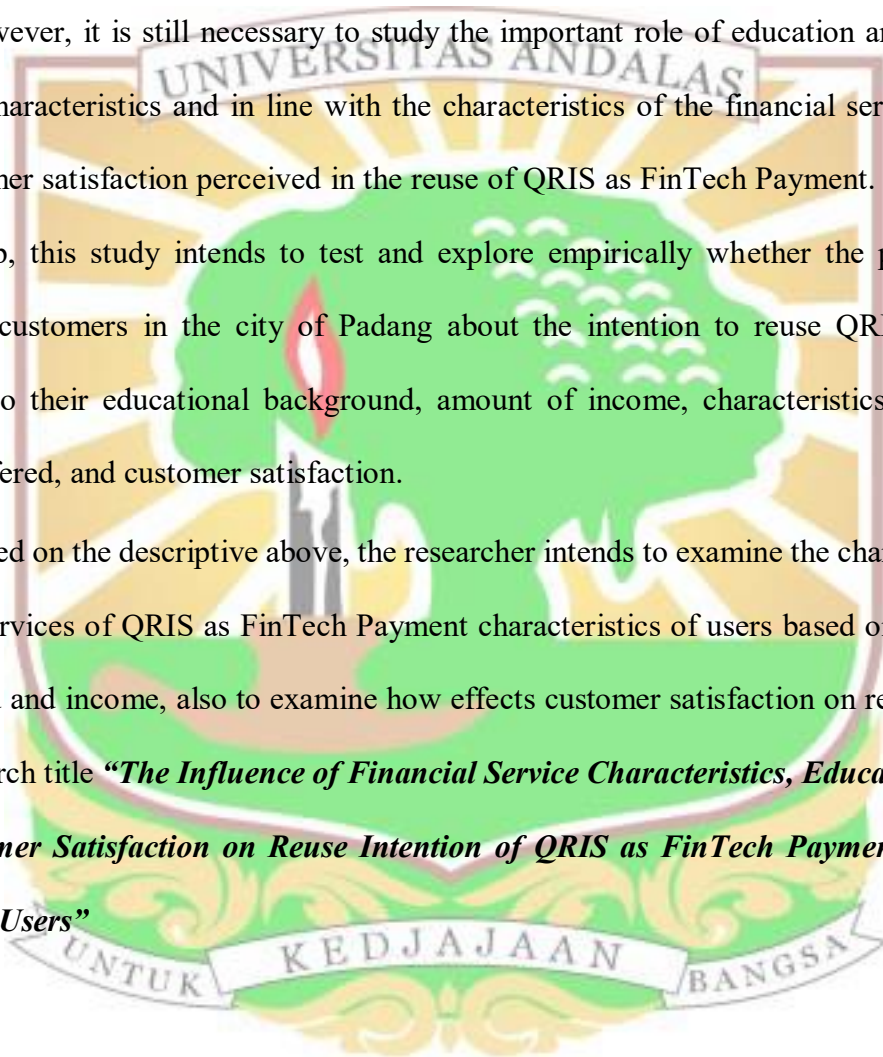 vever, it is still necessary to study the important role of education a
UNIVERSITAS ANDALAS
haracteristics and in line with the characteristics of the financial ser
ner satisfaction perceived in the reuse of QRIS as FinTech Payment.
o, this study intends to test and explore empirically whether the p
customers in the city of Padang about the intention to reuse QR
o their educational background, amount of income, characteristics
fered, and customer satisfaction.
ed on the descriptive above, the researcher intends to examine the cha
rvices of QRIS as FinTech Payment characteristics of users based o
and income, also to examine how effects customer satisfaction on re
rch title “The Influence of Financial Service Characteristics, Educa
mer Satisfaction on Reuse Intention of QRIS as FinTech Paymen
Users”
UNTUK KEDJAJAAN BANGSA